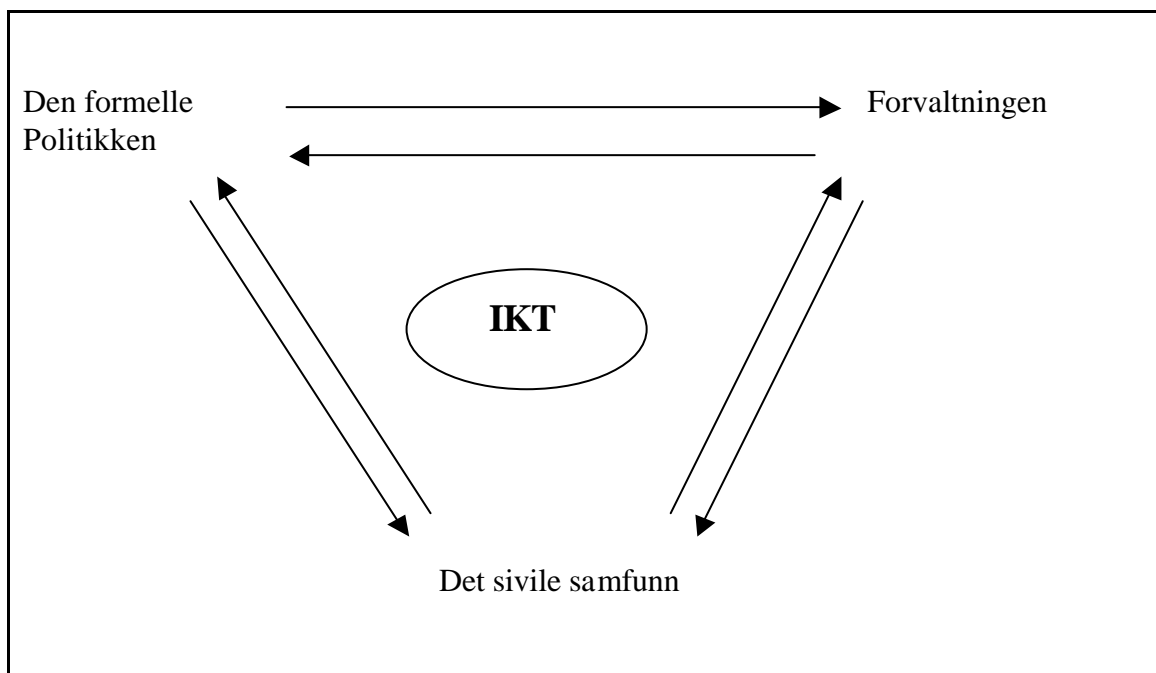 Den formelle
Politikken
Forvaltningen
IKT
Det sivile samfunn